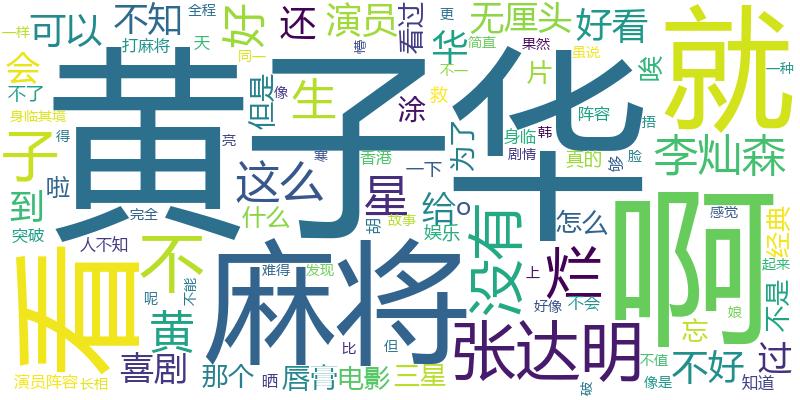 可以 不知 全程 好 还 演员 看过 更 无厘头 好看 一样
打麻将 天 同一 华 简直 果然 虽说 就
会 不了 身临其境 黄子华 但是 像 生 涂 救 片 唉 阵容 一种
子 得 亮 寒 香港 为了 身临 韩 剧情 真的 够 脸 捂 李灿森
到 啦 这么 星 一下 给 o 没有 怎么 啊 感觉 经典
突破 人不知 完全 什么 胡 故事 娱乐
看 不 麻将 难得 发现 上 烂 起来
呢 不能 好像 不会 不是
黄 张达明 忘 娘
喜剧 那个 晒 比 但 唇膏 电影 三星 破 不值 不好 过
演员阵容 长相 像是 知道